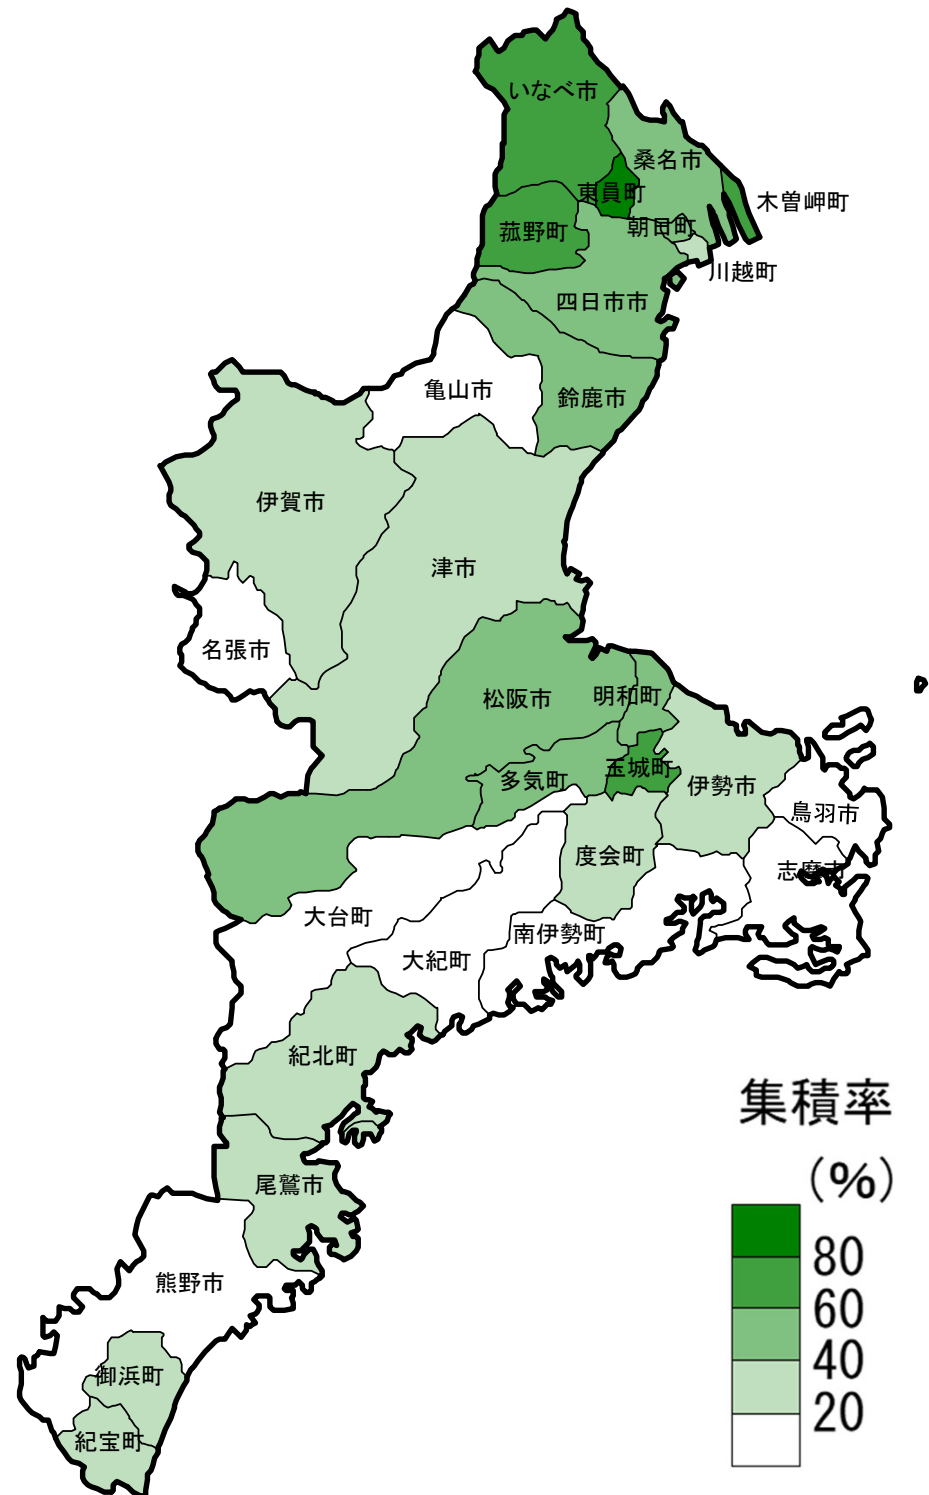 いなべ市
桑名市
東員町
木曽岬町
菰野町
朝日町
川越町
四日市市
亀山市
鈴鹿市
伊賀市
津市
名張市
松阪市
明和町
多気町
玉城町
伊勢市
鳥羽市
度会町
志摩市
大台町
南伊勢町
大紀町
紀北町
尾鷲市
熊野市
御浜町
紀宝町
集積率
(%)
80
60
40
20